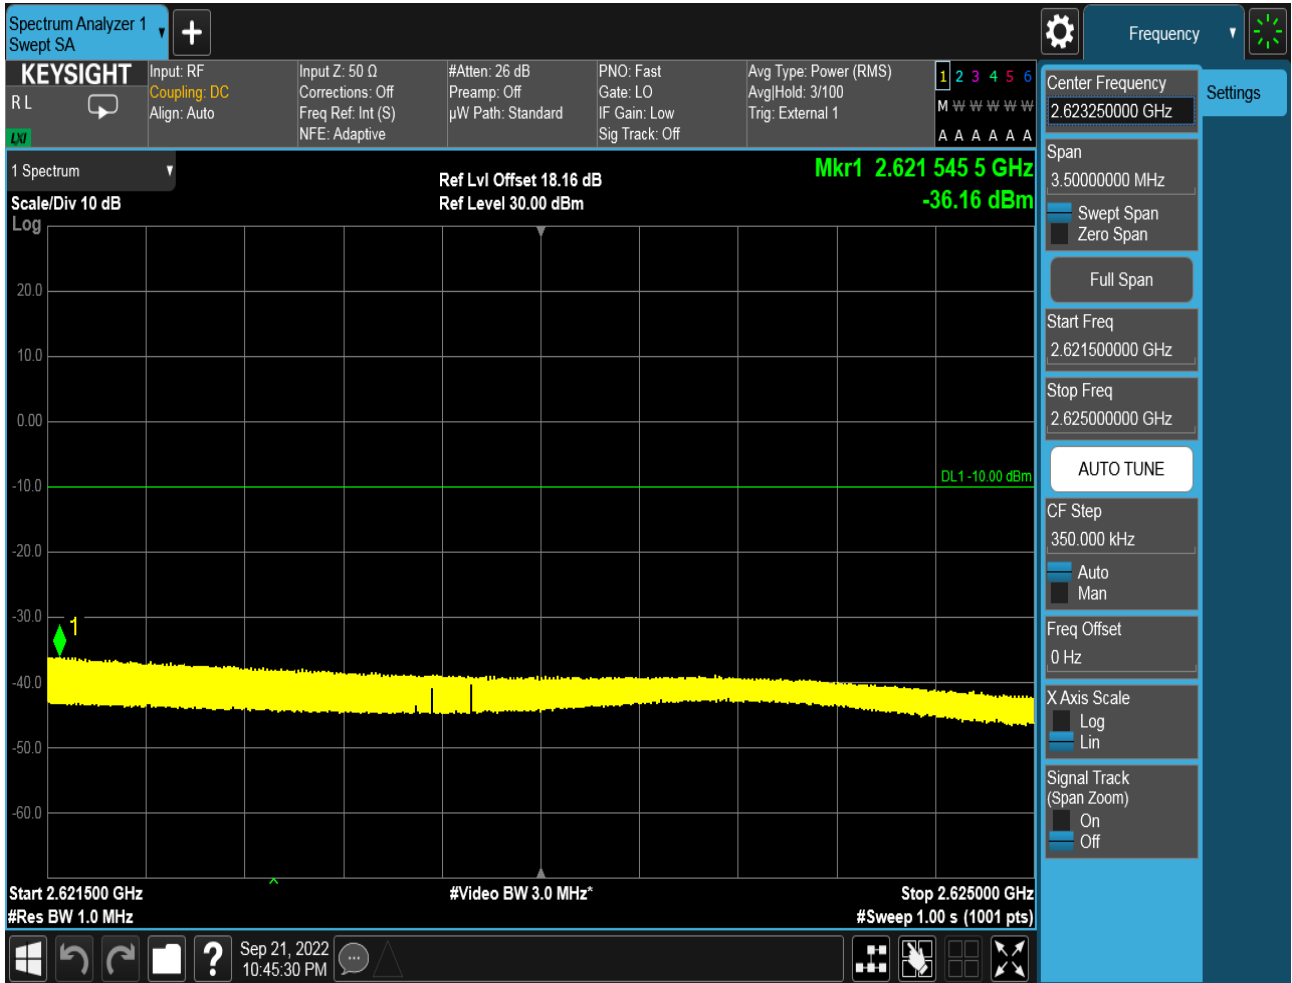 Spectrum Analyzer 1
Swept SA
Frequency
KEYSIGHT
R L
LXI
Input: RF
Coupling: DC
Align: Auto
Input Z: 50 Ω
Corrections: Off
Freq Ref: Int (S)
NFE: Adaptive
#Atten: 26 dB
Preamp: Off
µW Path: Standard
PNO: Fast
Gate: LO
IF Gain: Low
Sig Track: Off
Avg Type: Power (RMS)
Avg|Hold: 3/100
Trig: External 1
1 2 3 4 5 6
M W W W W W
A A A A A A
1 Spectrum
Scale/Div 10 dB
Log
Ref Lvl Offset 18.16 dB
Ref Level 30.00 dBm
Mkr1 2.621 545 5 GHz
-36.16 dBm
20.0
10.0
0.00
-10.0
-20.0
-30.0
-40.0
-50.0
-60.0
DL1 -10.00 dBm
1
Start 2.621500 GHz
#Res BW 1.0 MHz
#Video BW 3.0 MHz*
Stop 2.625000 GHz
#Sweep 1.00 s (1001 pts)
Center Frequency
2.623250000 GHz
Settings
Span
3.50000000 MHz
Swept Span
Zero Span
Full Span
Start Freq
2.621500000 GHz
Stop Freq
2.625000000 GHz
AUTO TUNE
CF Step
350.000 kHz
Auto
Man
Freq Offset
0 Hz
X Axis Scale
Log
Lin
Signal Track
(Span Zoom)
On
Off
?
Sep 21, 2022
10:45:30 PM